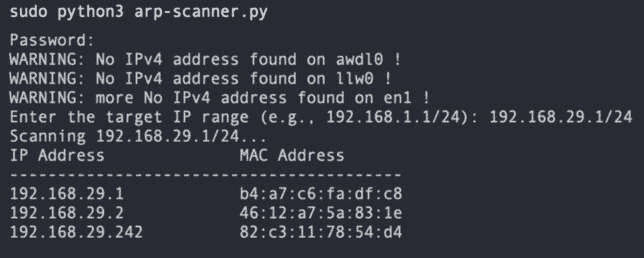 sudo python3 arp-scanner.py
Password:
WARNING: No IPv4 address found on awdl0 !
WARNING: No IPv4 address found on llw0 !
WARNING: more No IPv4 address found on en1 !
Enter the target IP range (e.g., 192.168.1.1/24): 192.168.29.1/24
Scanning 192.168.29.1/24...
IP Address MAC Address
-----------------------------------------
192.168.29.1 b4:a7:c6:fa:df:c8
192.168.29.2 46:12:a7:5a:83:1e
192.168.29.242 82:c3:11:78:54:d4